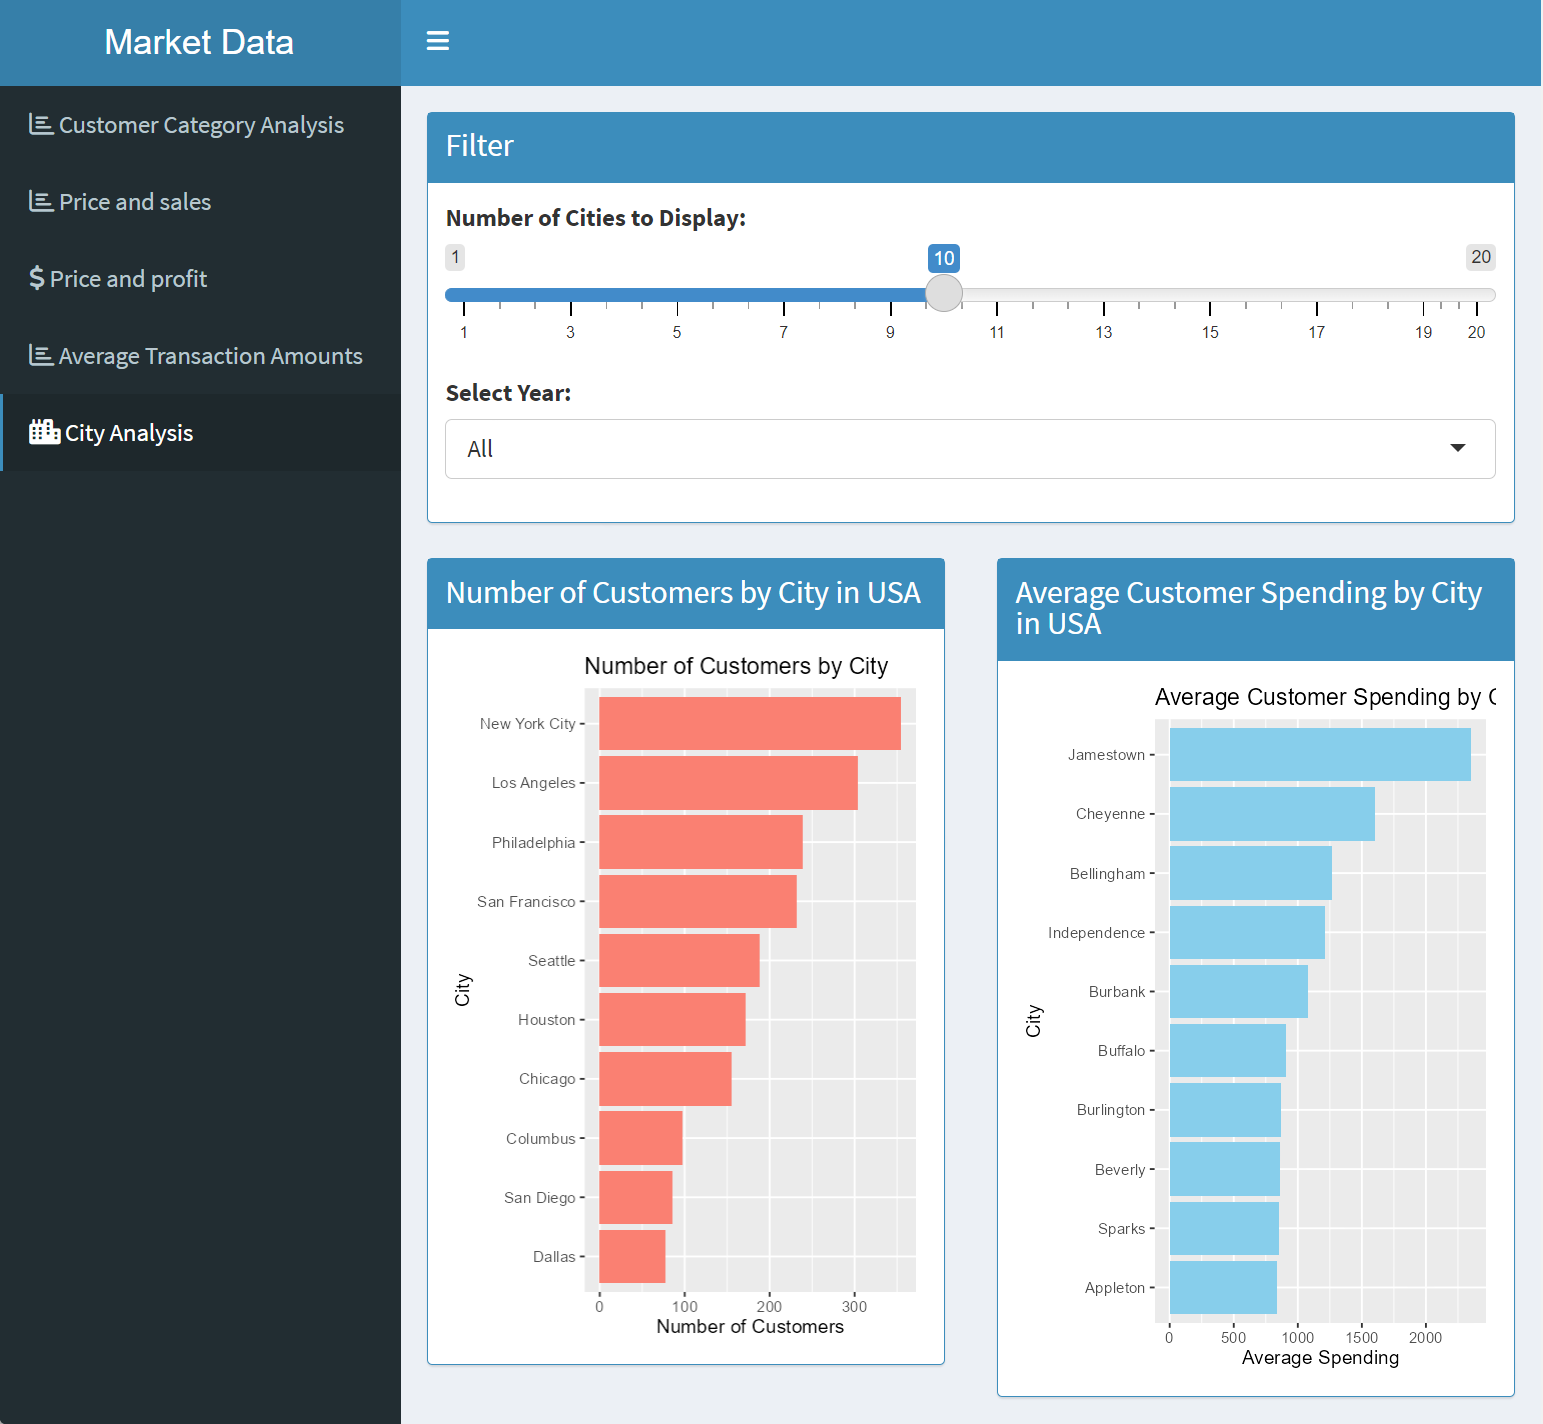 Market Data
Customer Category Analysis
Price and sales
Price and profit
Average Transaction Amounts
City Analysis
Filter
Number of Cities to Display:
1
10
20
1 3 5 7 9 11 13 15 17 19 20
Select Year:
All
Number of Customers by City in USA
Number of Customers by City
City
New York City
Los Angeles
Philadelphia
San Francisco
Seattle
Houston
Chicago
Columbus
San Diego
Dallas
0 100 200 300
Number of Customers
Average Customer Spending by City
in USA
Average Customer Spending by
City
Jamestown
Cheyenne
Bellingham
Independence
Burbank
Buffalo
Burlington
Beverly
Sparks
Appleton
0 500 1000 1500 2000
Average Spending